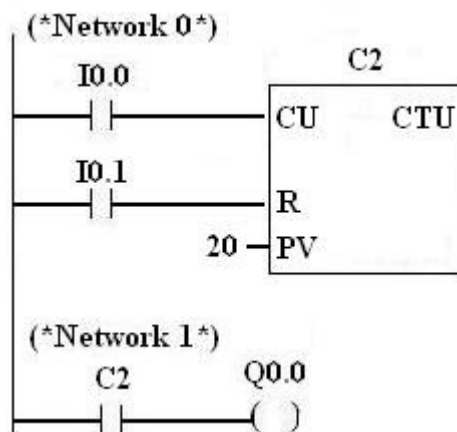 (*Network 0*)
C2
I0.0
CU CTU
I0.1
R
20 PV
(*Network 1*)
C2 Q0.0